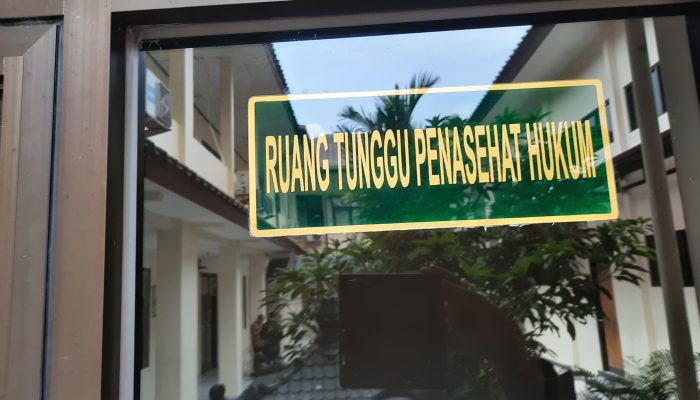 RUANG TUNGGU PENASEHAT HUKUM